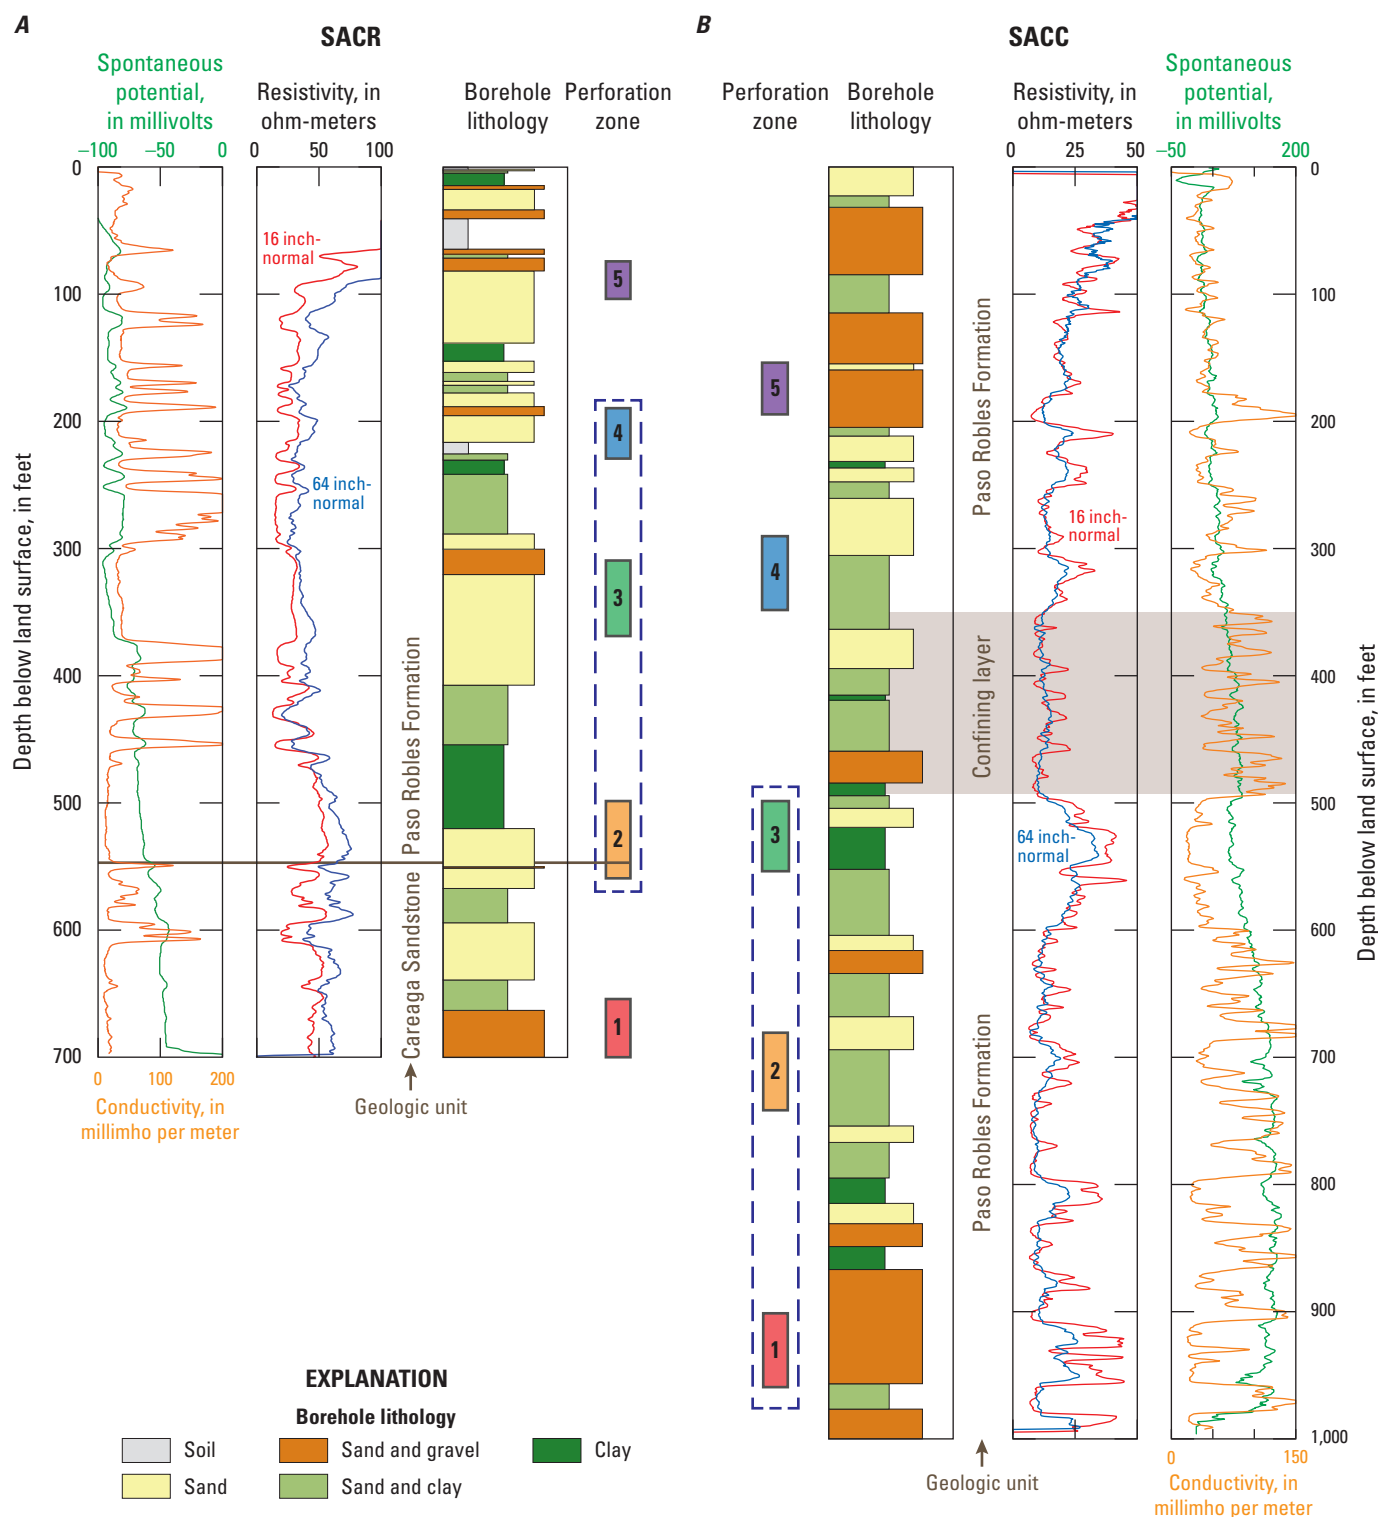 A
SACR
Spontaneous
potential,
in millivolts
–100 –50 0
Resistivity, in
ohm-meters
0 50 100
Borehole
lithology
Perforation
zone
0
100
200
300
400
500
600
700
Depth below land surface, in feet
16 inch-
normal
64 inch-
normal
Paso Robles Formation
Careaga Sandstone
Geologic unit
5
4
3
2
1
0 100 200
Conductivity, in
millimho per meter
B
SACC
Perforation
zone
Borehole
lithology
Resistivity, in
ohm-meters
0 25 50
Spontaneous
potential,
in millivolts
–50 200
5
4
3
2
1
Paso Robles Formation
Confining layer
Paso Robles Formation
Geologic unit
16 inch-
normal
64 inch-
normal
0
100
200
300
400
500
600
700
800
900
1,000
Depth below land surface, in feet
0 150
Conductivity, in
millimho per meter
EXPLANATION
Borehole lithology
Soil
Sand and gravel
Clay
Sand
Sand and clay